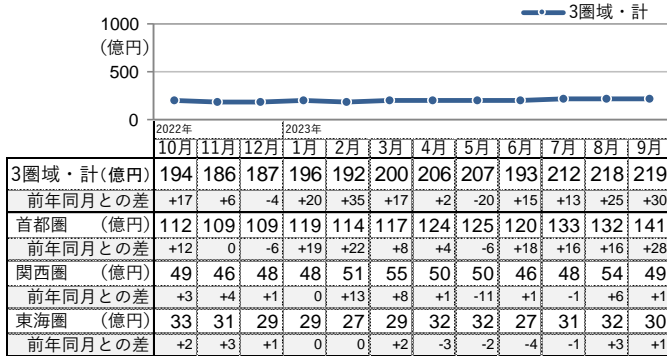 3圏域・計
1000
（億円）
500
0
2022年 2023年
10月 11月 12月 1月 2月 3月 4月 5月 6月 7月 8月 9月
3圏域・計(億円) 194 186 187 196 192 200 206 207 193 212 218 219
前年同月との差 +17 +6 -4 +20 +35 +17 +2 -20 +15 +13 +25 +30
首都圏 （億円） 112 109 109 119 114 117 124 125 120 133 132 141
前年同月との差 +12 0 -6 +19 +22 +8 +4 -6 +18 +16 +16 +28
関西圏 （億円） 49 46 48 48 51 55 50 50 46 48 54 49
前年同月との差 +3 +4 +1 0 +13 +8 +1 -11 +1 -1 +6 +1
東海圏 （億円） 33 31 29 29 27 29 32 32 27 31 32 30
前年同月との差 +2 +3 +1 0 0 +2 -3 -2 -4 -1 +3 +1